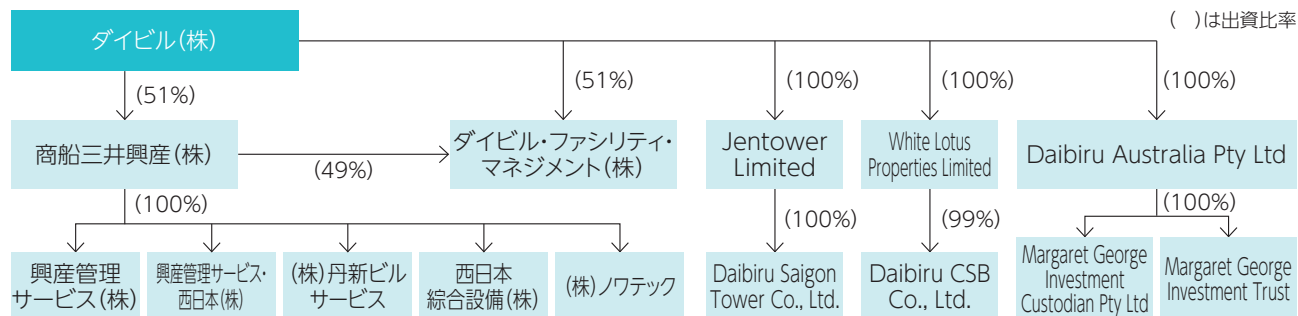 ( )は出資比率
ダイビル(株)
(51%)
(51%)
(100%)
(100%)
(100%)
商船三井興産(株)
(49%)
ダイビル・ファシリティ・
マネジメント(株)
Jentower
Limited
White Lotus
Properties Limited
Daibiru Australia Pty Ltd
(100%)
(100%)
(99%)
(100%)
興産管理
サービス(株)
興産管理サービス・
西日本(株)
(株)丹新ビル
サービス
西日本
綜合設備(株)
(株)ノワテック
Daibiru Saigon
Tower Co., Ltd.
Daibiru CSB
Co., Ltd.
Margaret George
Investment
Custodian Pty Ltd
Margaret George
Investment Trust